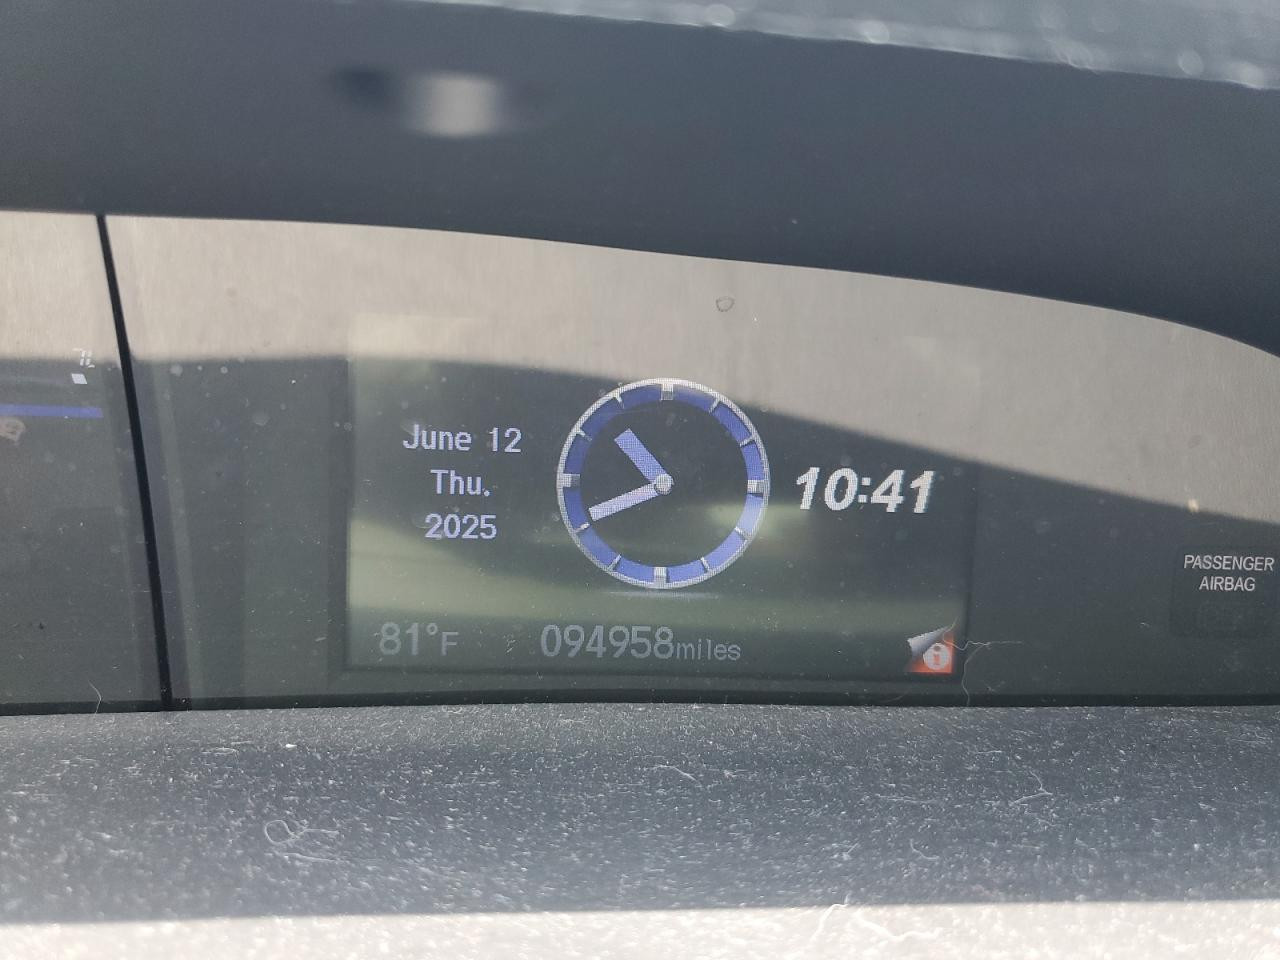 June 12
Thu.
2025
10:41
81°F
094958miles
PASSENGER
AIRBAG